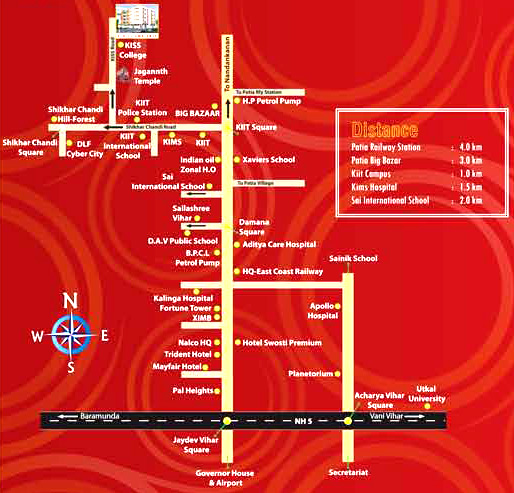 KISS Road
KISS
College
Jagannth
Temple
To Nandankanan
To Patia Rly Station
H.P Petrol Pump
KIIT
Police Station
BIG BAZAAR
Shikhar Chandi
Hill-Forest
Shikhar Chandi Road
KIIT Square
Shikhar Chandi
Square
DLF
Cyber City
KIIT
International
School
KIMS
KIIT
Indian oil
Zonal H.O
Xaviers School
Sai
International School
To Patia Village
Sailashree
Vihar
Damana
Square
D.A.V Public School
Aditya Care Hospital
B.P.C.L
Petrol Pump
Sainik School
HQ-East Coast Railway
Kalinga Hospital
Fortune Tower
XIMB
Apollo
Hospital
Nalco HQ
Hotel Swosti Premium
Trident Hotel
Mayfair Hotel
Planetorium
Pal Heights
Acharya Vihar
Square
Utkal
University
Baramunda
NH 5
Vani Vihar
Jaydev Vihar
Square
Governor House
& Airport
Secretariat
Distance
Patia Railway Station : 4.0 km
Patia Big Bazar : 3.0 km
Kiit Campus : 1.0 km
Kims Hospital : 1.5 km
Sai International School : 2.0 km
N
W E
S